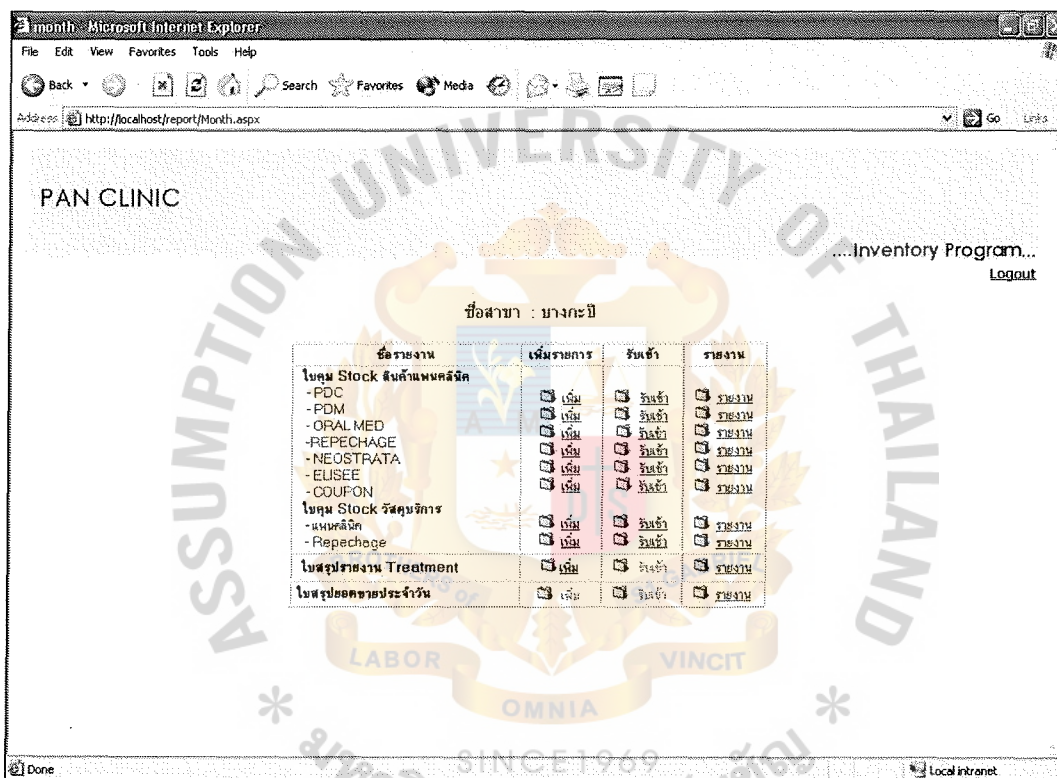 month - Microsoft Internet Explorer
File Edit View Favorites Tools Help
Back Search Favorites Media
Address http://localhost/report/Month.aspx Go Links
PAN CLINIC
....Inventory Program...
Logout
ชื่อสาขา : บางกะปิ
ชื่อรายงาน เพิ่มรายการ รับเข้า รายงาน
ใบคุม Stock สินค้าแพนคลินิค
-PDC เพิ่ม รับเข้า รายงาน
-PDM เพิ่ม รับเข้า รายงาน
-ORAL MED เพิ่ม รับเข้า รายงาน
-REPECHAGE เพิ่ม รับเข้า รายงาน
-NEOSTRATA เพิ่ม รับเข้า รายงาน
-ELISEE เพิ่ม รับเข้า รายงาน
-COUPON
ใบคุม Stock วัสดุบริการ
-แพนคลินิค เพิ่ม รับเข้า รายงาน
-Repechage เพิ่ม รับเข้า รายงาน
ใบสรุปรายงาน Treatment เพิ่ม รับเข้า รายงาน
ใบสรุปยอดขายประจำวัน เพิ่ม รับเข้า รายงาน
Done Local intranet
ASSUMPTION UNIVERSITY OF THAILAND
LABOR VINCIT
OMNIA
SINCE 1969